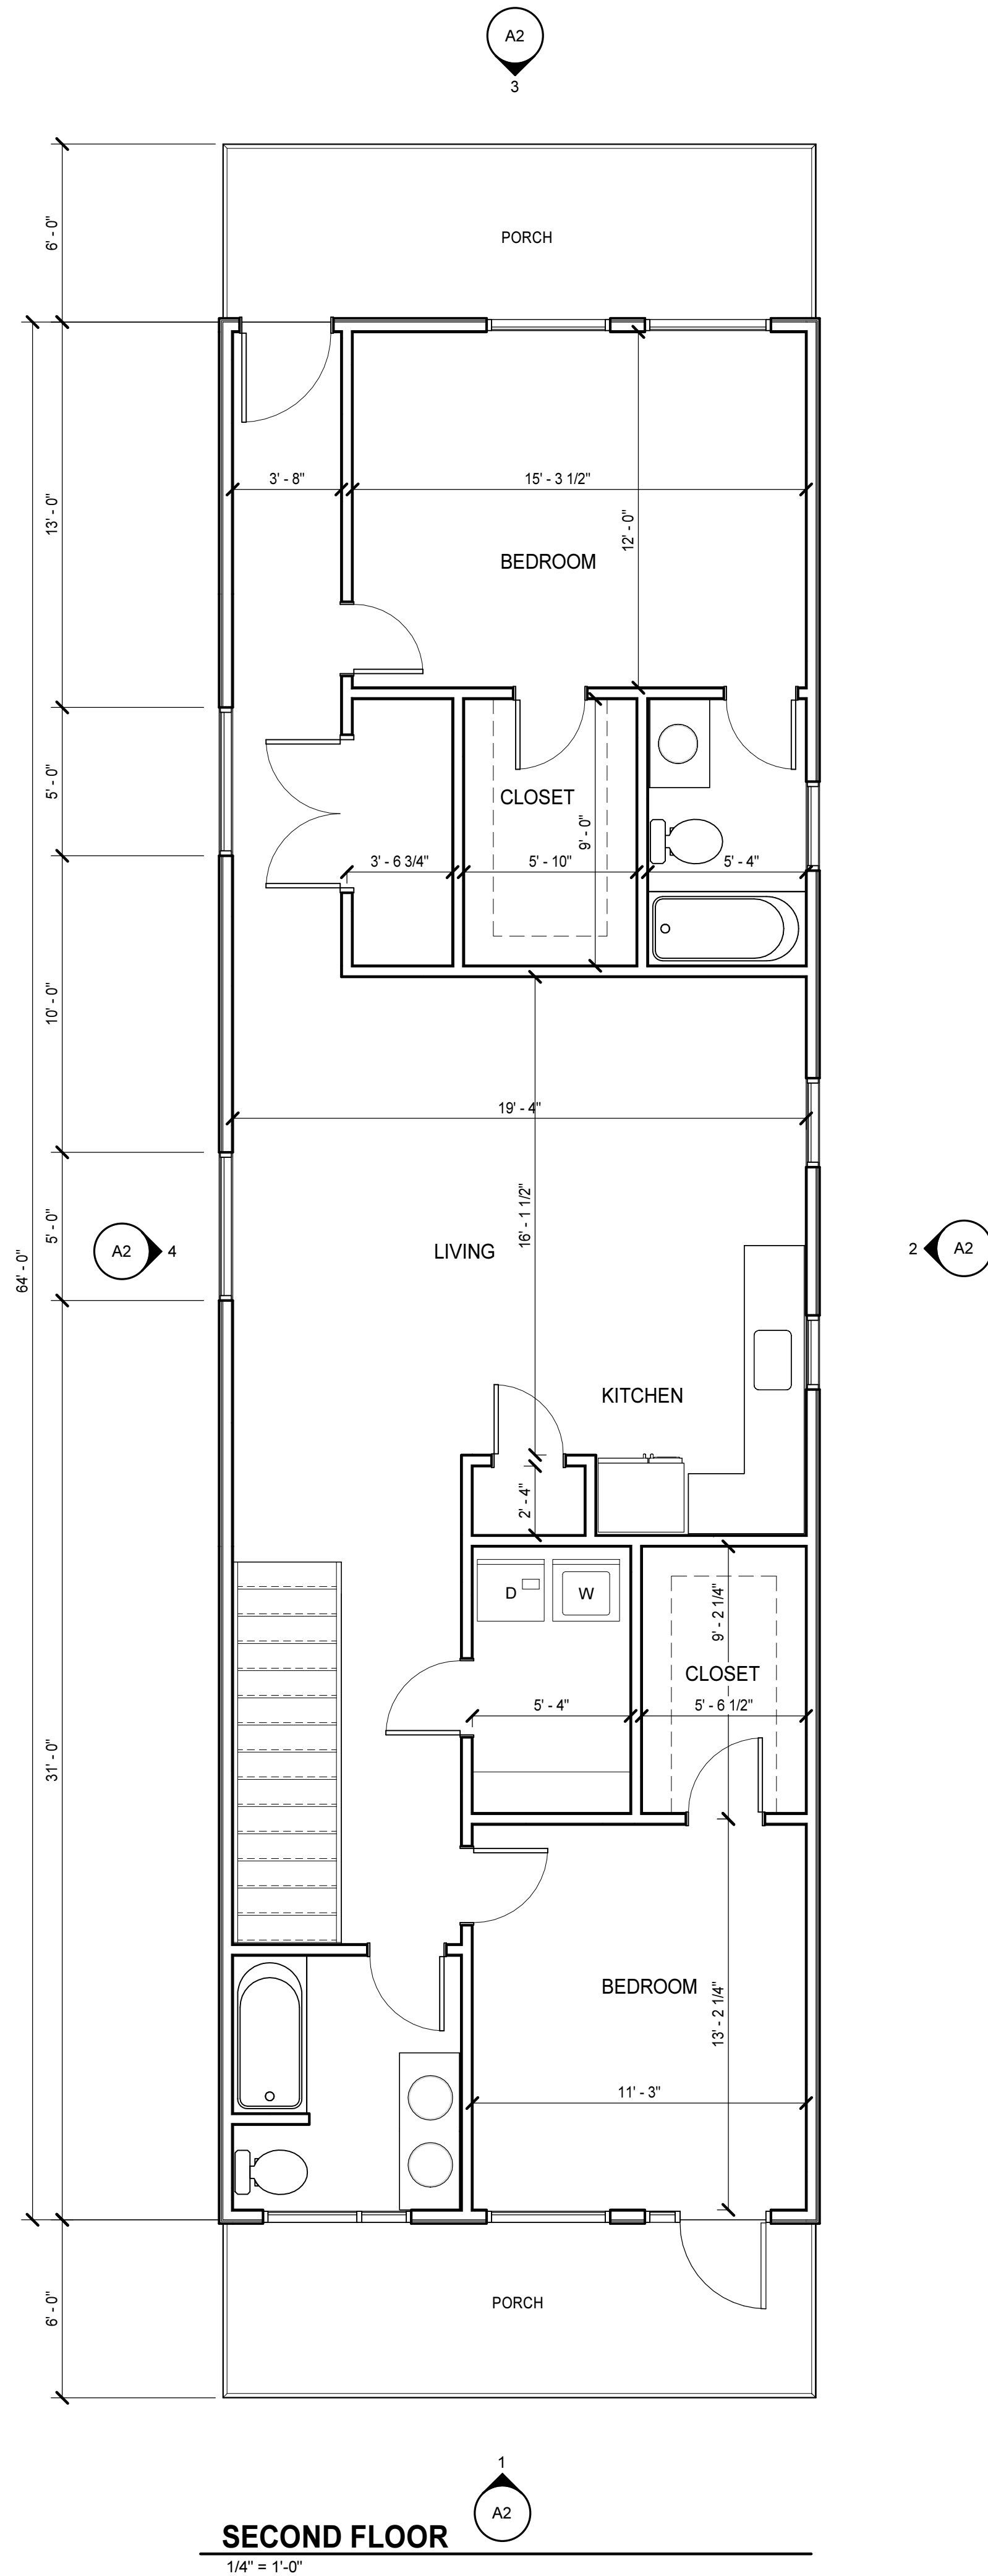 A2
3
6' - 0"
PORCH
3' - 8"
15' - 3 1/2"
13' - 0"
12' - 0"
BEDROOM
5' - 0"
CLOSET
9' - 0"
3' - 6 3/4"
5' - 10"
5' - 4"
10' - 0"
19' - 4"
16' - 1 1/2"
5' - 0"
64' - 0"
A2
4
LIVING
2
A2
KITCHEN
2' - 4"
D
W
9' - 2 1/4"
CLOSET
5' - 4"
5' - 6 1/2"
31' - 0"
BEDROOM
13' - 2 1/4"
11' - 3"
6' - 0"
PORCH
1
A2
SECOND FLOOR
1/4" = 1'-0"